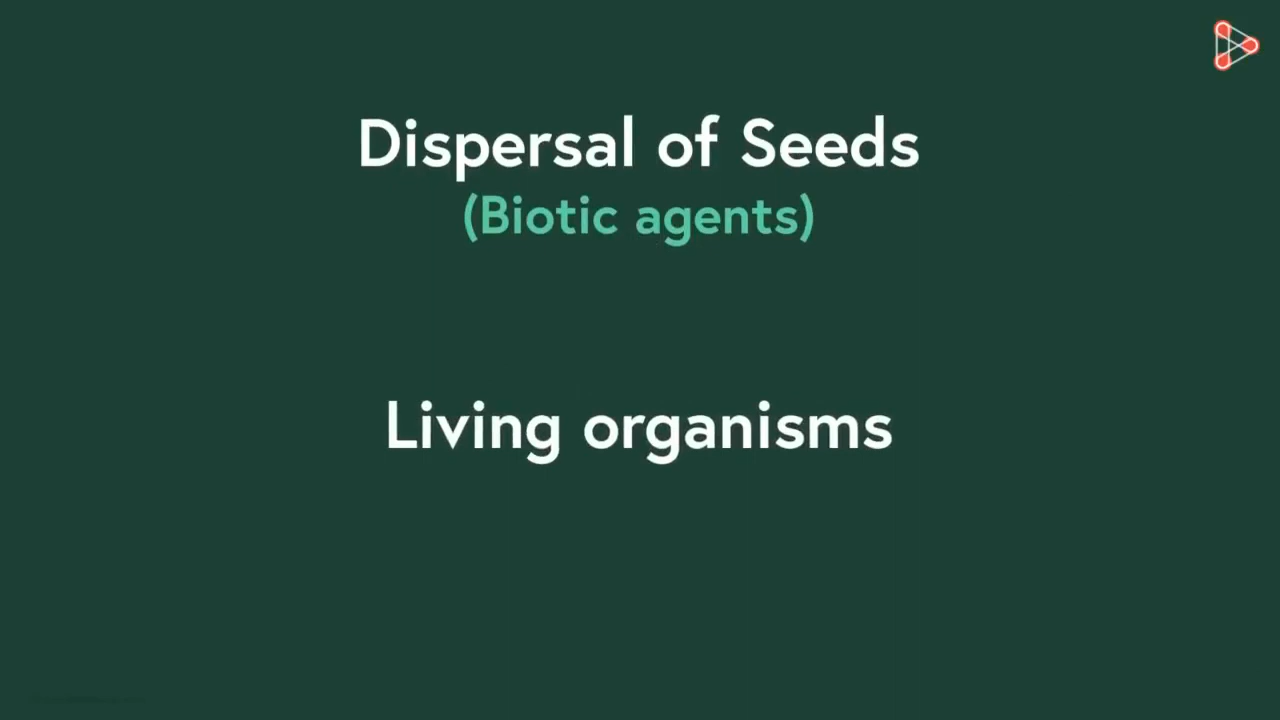 Dispersal of Seeds
(Biotic agents)
Living organisms